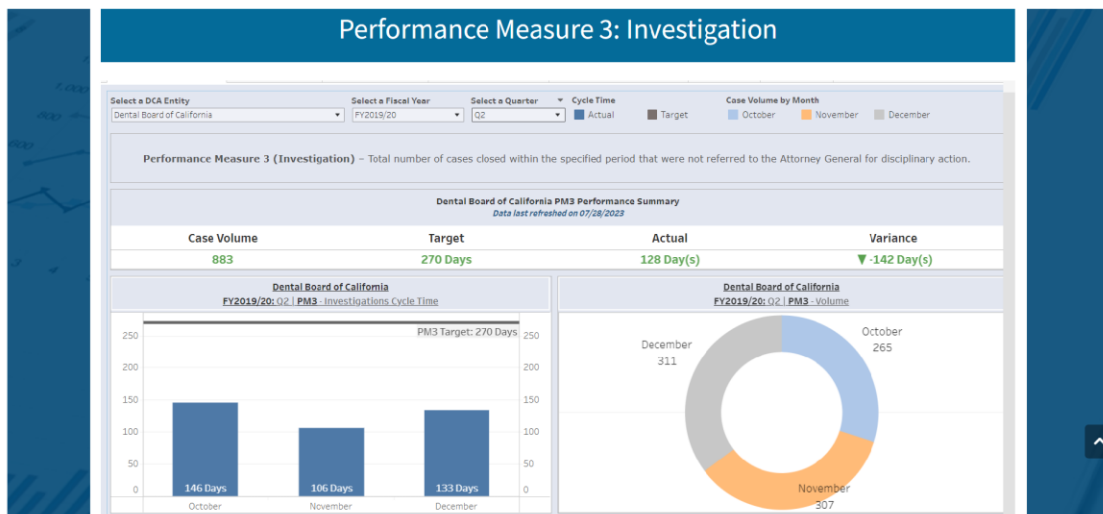 Performance Measure 3: Investigation
Select a DCA Entity
Select a Fiscal Year
Select a Quarter
Cycle Time
Case Volume by Month
Dental Board of California
FY2019/20
Q2
Actual
Target
October
November
December
Performance Measure 3 (Investigation) – Total number of cases closed within the specified period that were not referred to the Attorney General for disciplinary action.
Dental Board of California PM3 Performance Summary
Data last refreshed on 07/28/2023
Case Volume
Target
Actual
Variance
883
270 Days
128 Day(s)
▼ -142 Day(s)
Dental Board of California
FY2019/20: Q2 | PM3 - Investigations Cycle Time
PM3 Target: 270 Days
250
200
150
100
50
0
250
200
150
100
50
0
146 Days
106 Days
133 Days
October
November
December
Dental Board of California
FY2019/20: Q2 | PM3 - Volume
October
265
December
311
November
307